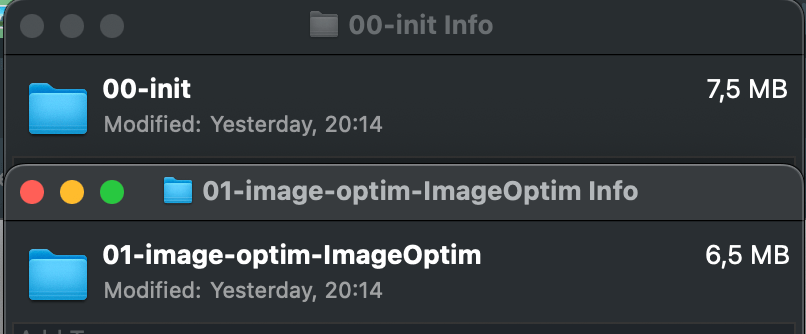 00-init Info
00-init 7,5 MB
Modified: Yesterday, 20:14
01-image-optim-ImageOptim Info
01-image-optim-ImageOptim 6,5 MB
Modified: Yesterday, 20:14